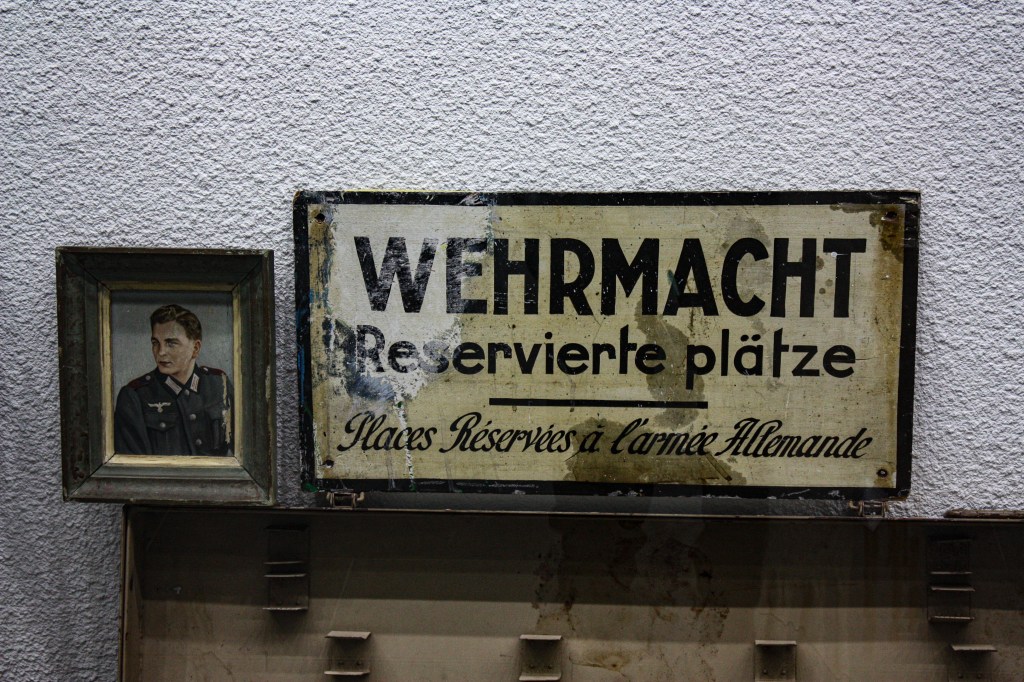 WEHRMACHT
Reservierte plätze
Places Réservées à l'armée Allemande